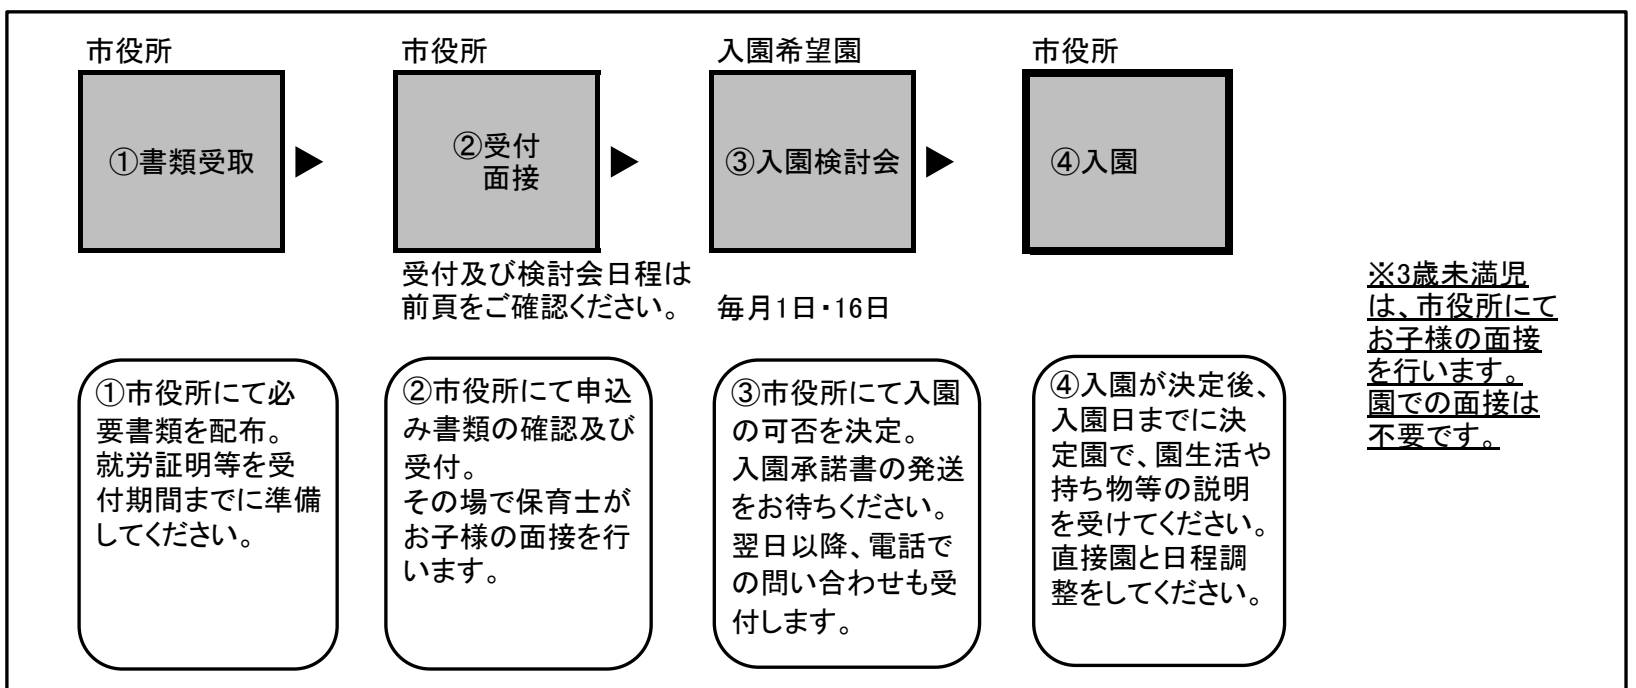 市役所
市役所
入園希望園
市役所
①書類受取
②受付
面接
③入園検討会
④入園
受付及び検討会日程は
前頁をご確認ください。
毎月1日・16日
※3歳未満児
は、市役所にて
お子様の面接
を行います。
園での面接は
不要です。
①市役所にて必
要書類を配布。
就労証明等を受
付期間までに準備
してください。
②市役所にて申込
み書類の確認及び
受付。
その場で保育士が
お子様の面接を行
います。
③市役所にて入園
の可否を決定。
入園承諾書の発送
をお待ちください。
翌日以降、電話で
の問い合わせも受
付します。
④入園が決定後、
入園日までに決
定園で、園生活や
持ち物等の説明
を受けてください。
直接園と日程調
整をしてください。